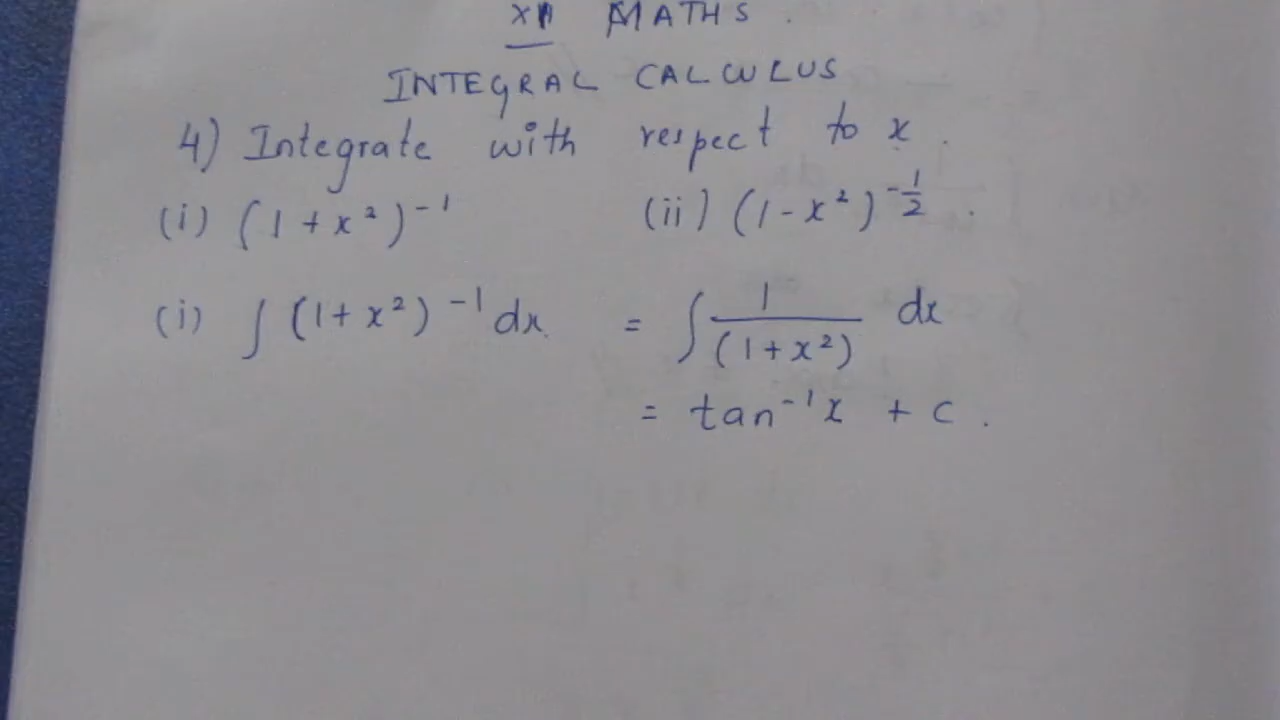 XI MATHS.
INTEGRAL CALCULUS
4) Integrate with respect to x.
(i) (1+x²)⁻¹ (ii) (1-x²)^-1/2.
(i) ∫ (1+x²)⁻¹ dx. = ∫ 1/(1+x²) dx
= tan⁻¹x + c.